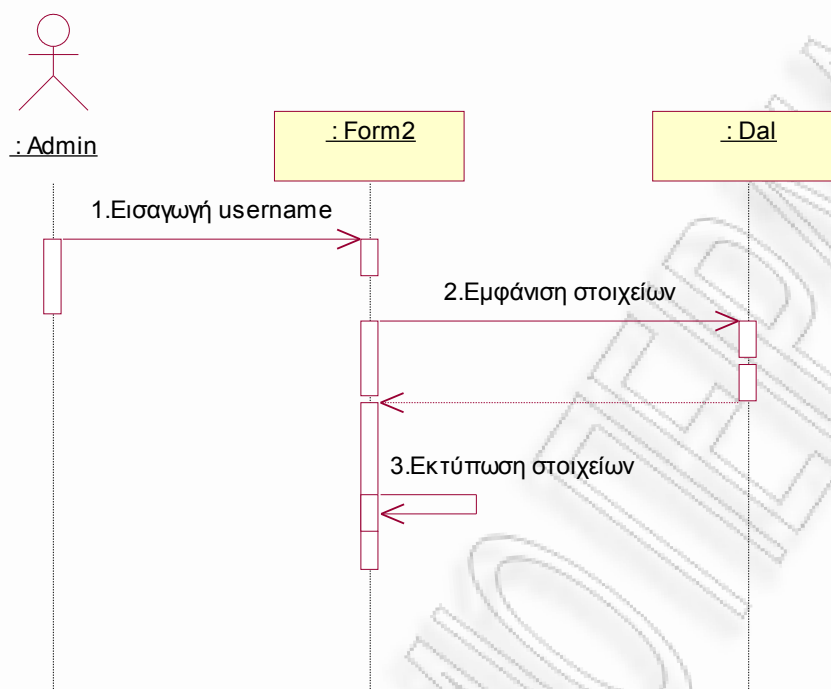 : Admin
: Form2
: Dal
1.Εισαγωγή username
2.Εμφάνιση στοιχείων
3.Εκτύπωση στοιχείων